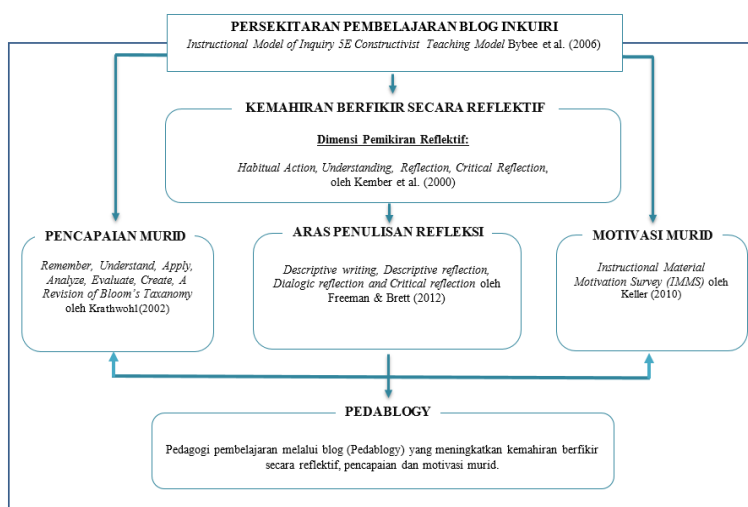 PERSEKITARAN PEMBELAJARAN BLOG INKUIRI
Instructional Model of Inquiry 5E Constructivist Teaching Model Bybee et al. (2006)
KEMAHIRAN BERFIKIR SECARA REFLEKTIF
Dimensi Pemikiran Reflektif:
Habitual Action, Understanding, Reflection, Critical Reflection,
oleh Kember et al. (2000)
PENCAPAIAN MURID
Remember, Understand, Apply,
Analyze, Evaluate, Create, A
Revision of Bloom's Taxanomy
oleh Krathwohl(2002)
ARAS PENULISAN REFLEKSI
Descriptive writing, Descriptive reflection,
Dialogic reflection and Critical reflection oleh
Freeman & Brett (2012)
MOTIVASI MURID
Instructional Material
Motivation Survey (IMMS) oleh
Keller (2010)
PEDABLOGY
Pedagogi pembelajaran melalui blog (Pedablogy) yang meningkatkan kemahiran berfikir
secara reflektif, pencapaian dan motivasi murid.